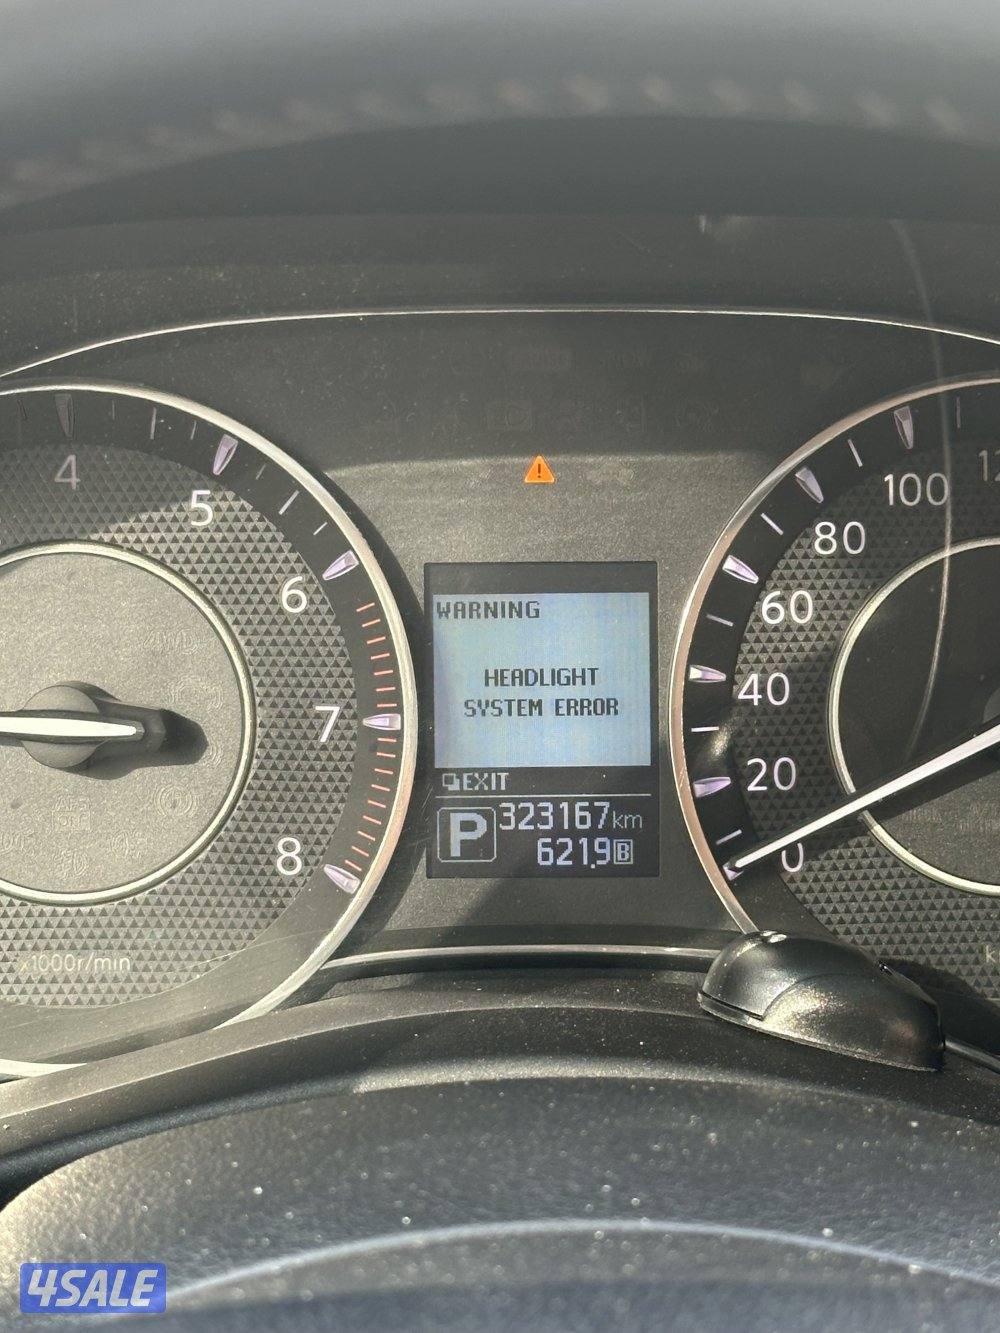 4
5
6
7
8
x1000r/min
WARNING
HEADLIGHT
SYSTEM ERROR
EXIT
P
323167km
621.9 B
100
80
60
40
20
0
4SALE